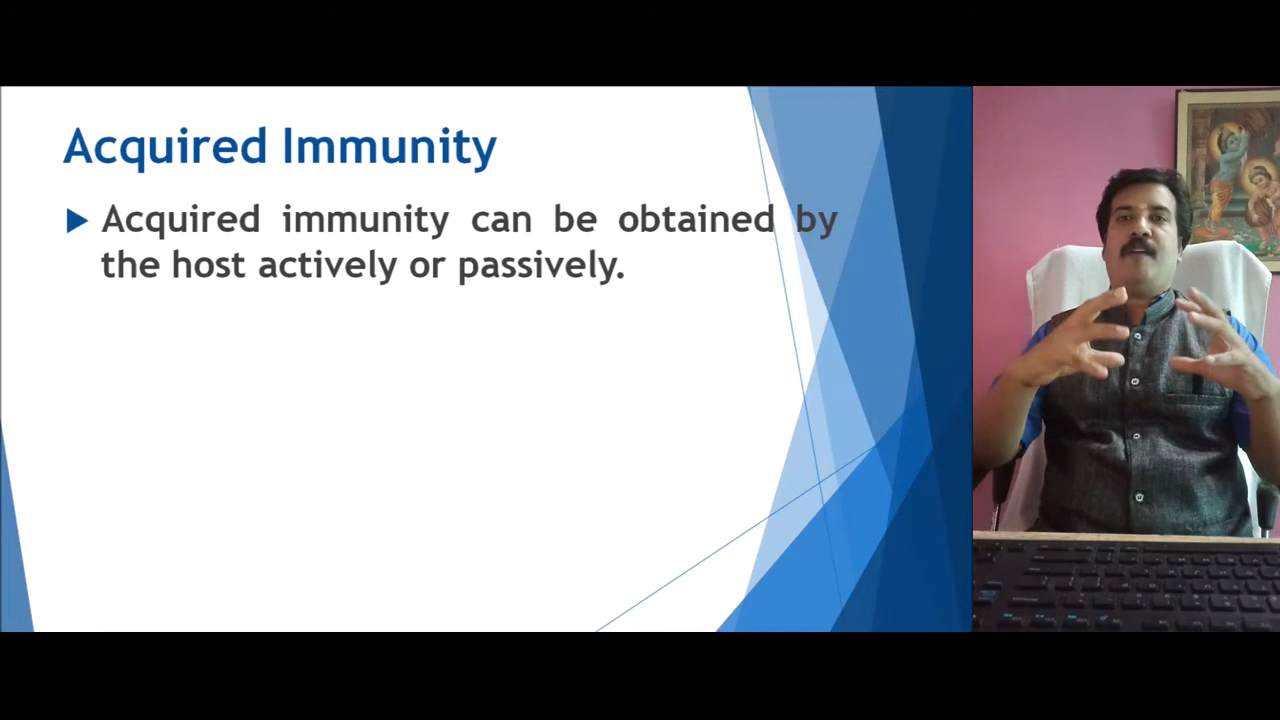 Acquired Immunity
Acquired immunity can be obtained by
the host actively or passively.